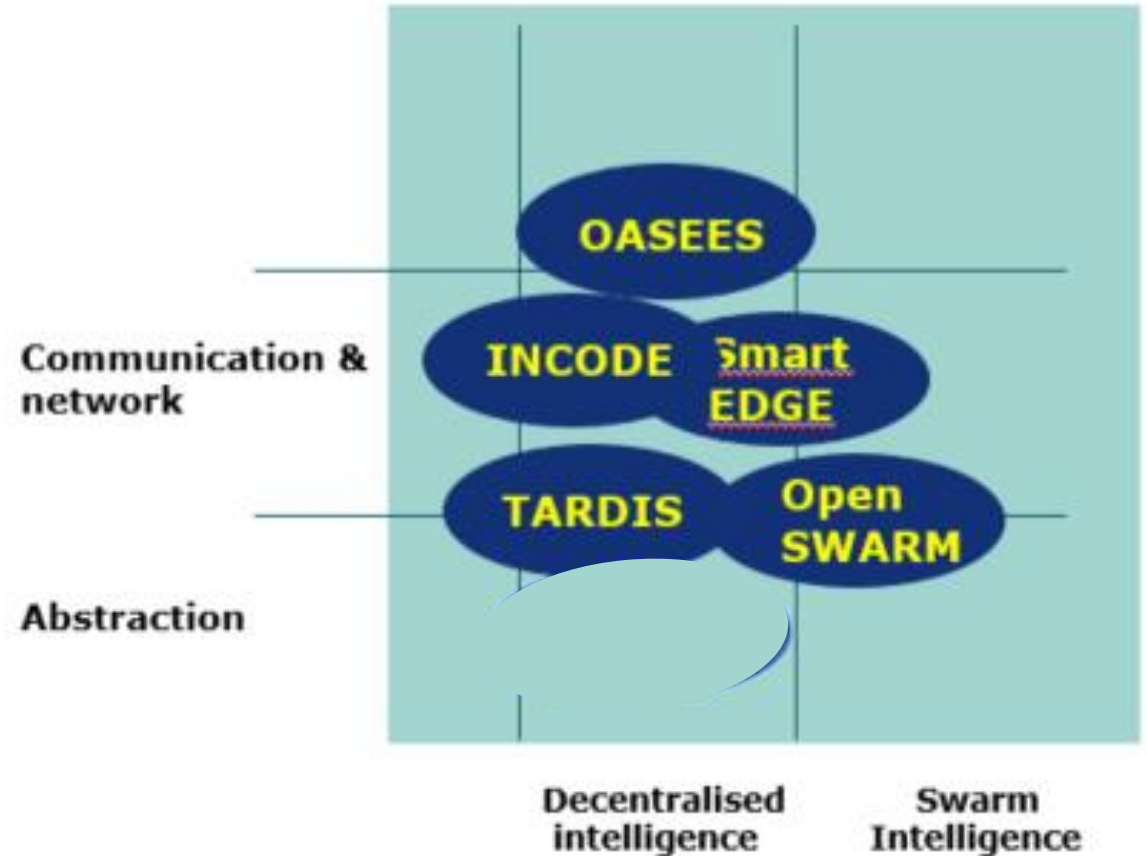 OASEES
Communication &
network
INCODE
Smart
EDGE
TARDIS
Open
SWARM
Abstraction
Decentralised
intelligence
Swarm
Intelligence